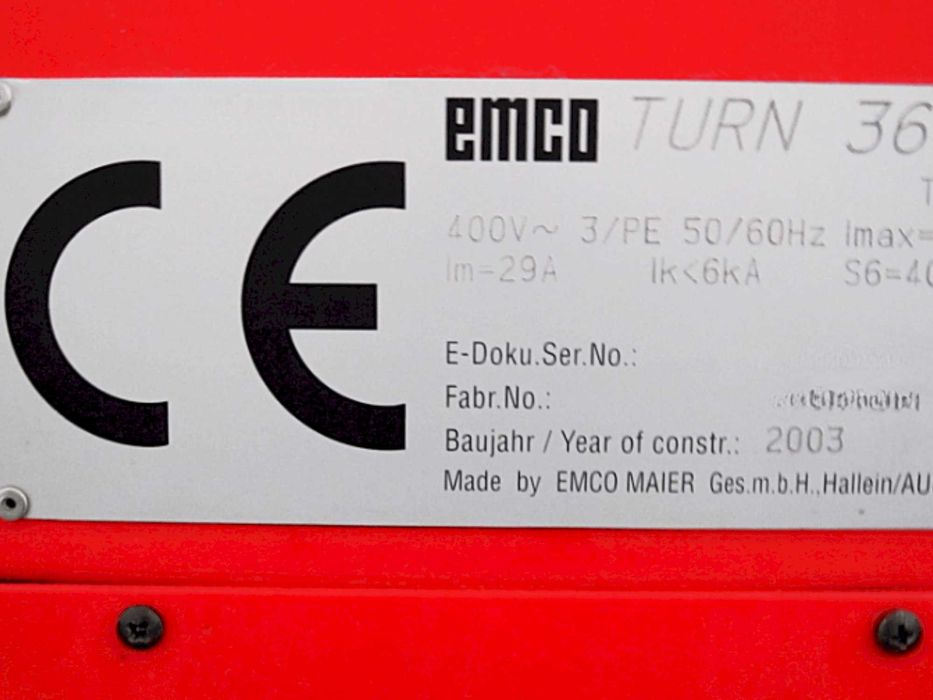 CE
emco TURN 36
T
400V~ 3/PE 50/60Hz Imax=
Im=29A Ik<6kA S6=40
E-Doku.Ser.No.:
Fabr.No.:
Baujahr / Year of constr.: 2003
Made by EMCO MAIER Ges.m.b.H.,Hallein/AU